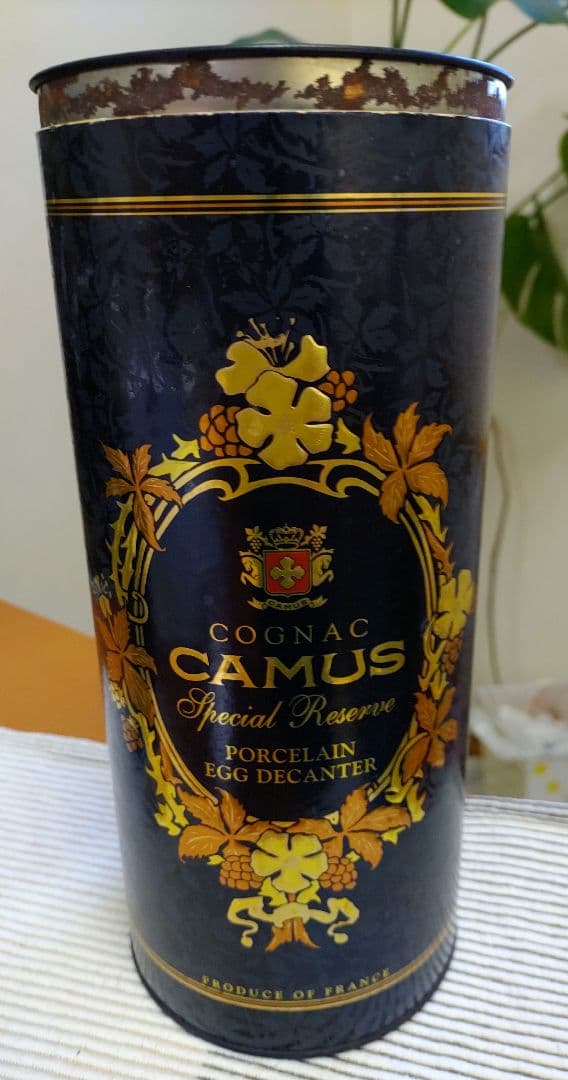 CAMUS
COGNAC
CAMUS
Special Reserve
PORCELAIN
EGG DECANTER
PRODUCE OF FRANCE